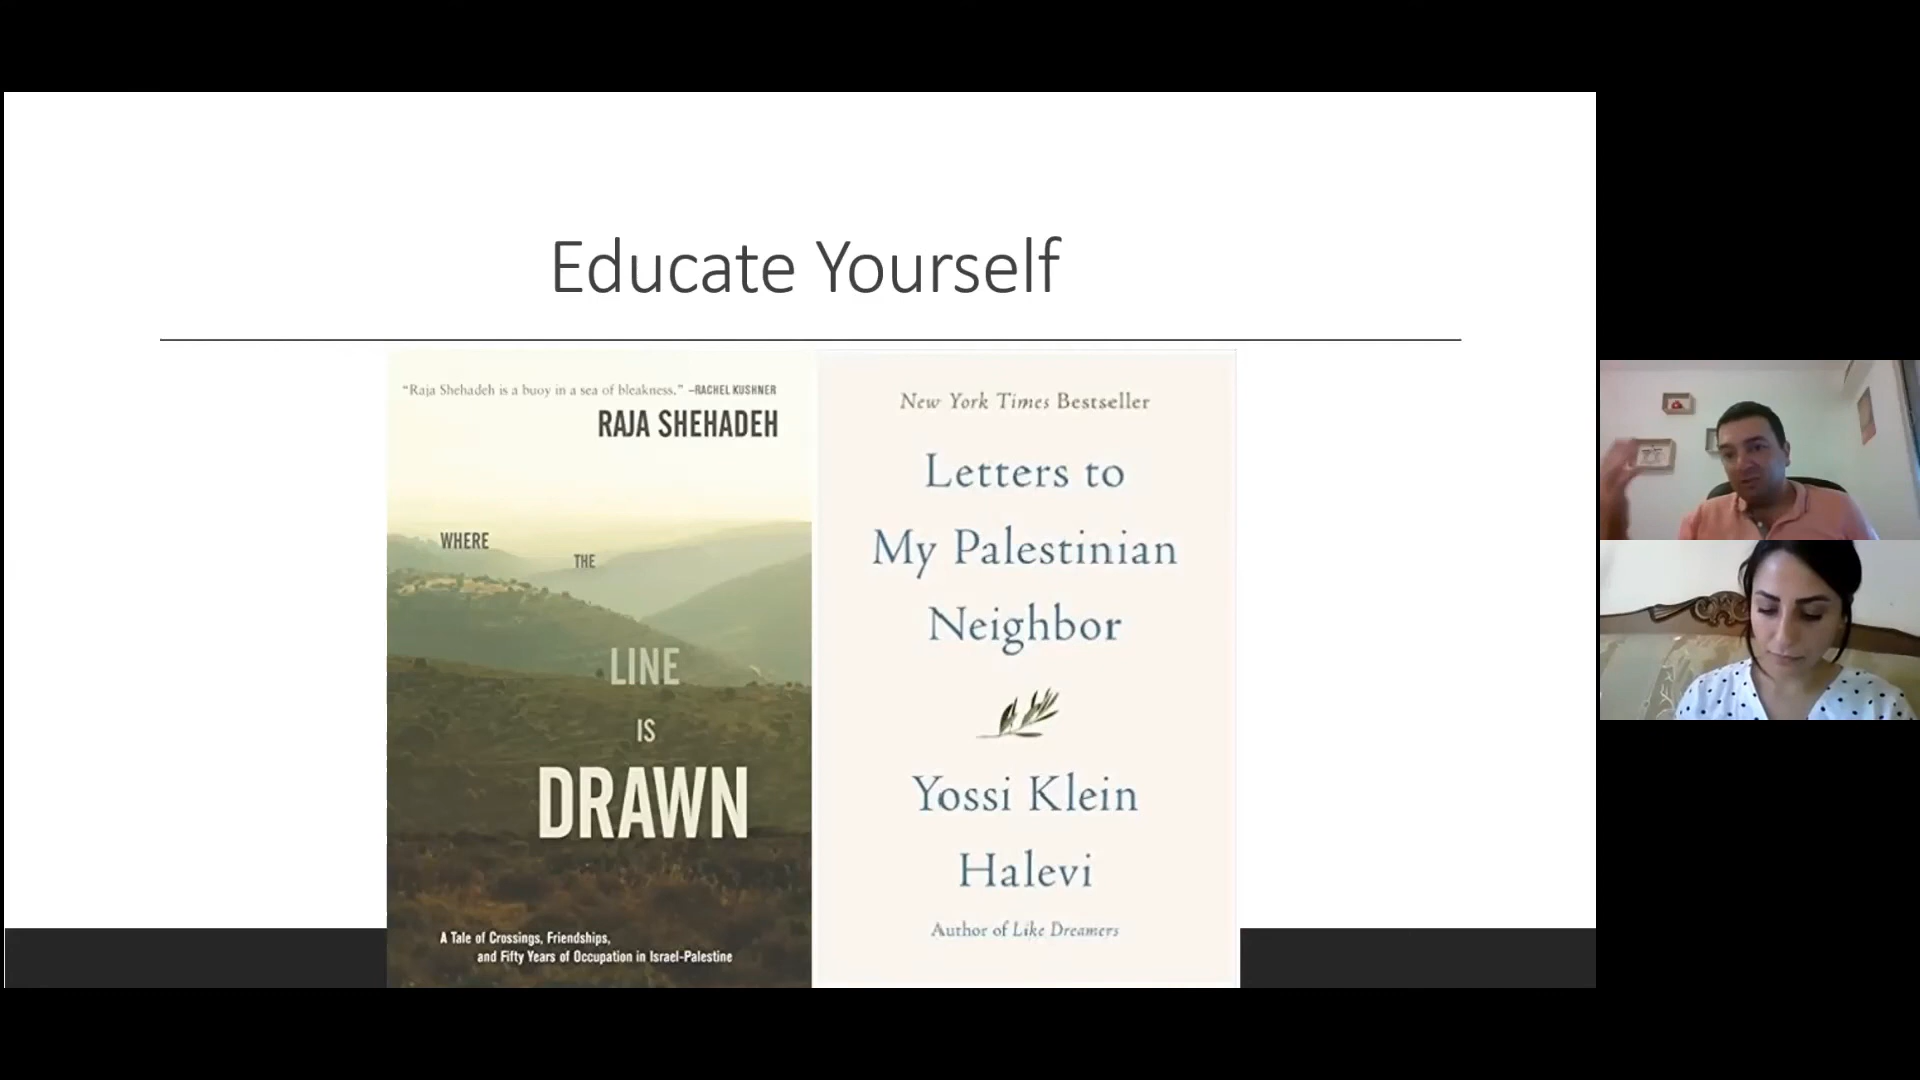 Educate Yourself
“Raja Shehadeh is a buoy in a sea of bleakness.” –RACHEL KUSHNER
RAJA SHEHADEH
WHERE
THE
LINE
IS
DRAWN
A Tale of Crossings, Friendships,
and Fifty Years of Occupation in Israel-Palestine
New York Times Bestseller
Letters to
My Palestinian
Neighbor
Yossi Klein
Halevi
Author of Like Dreamers